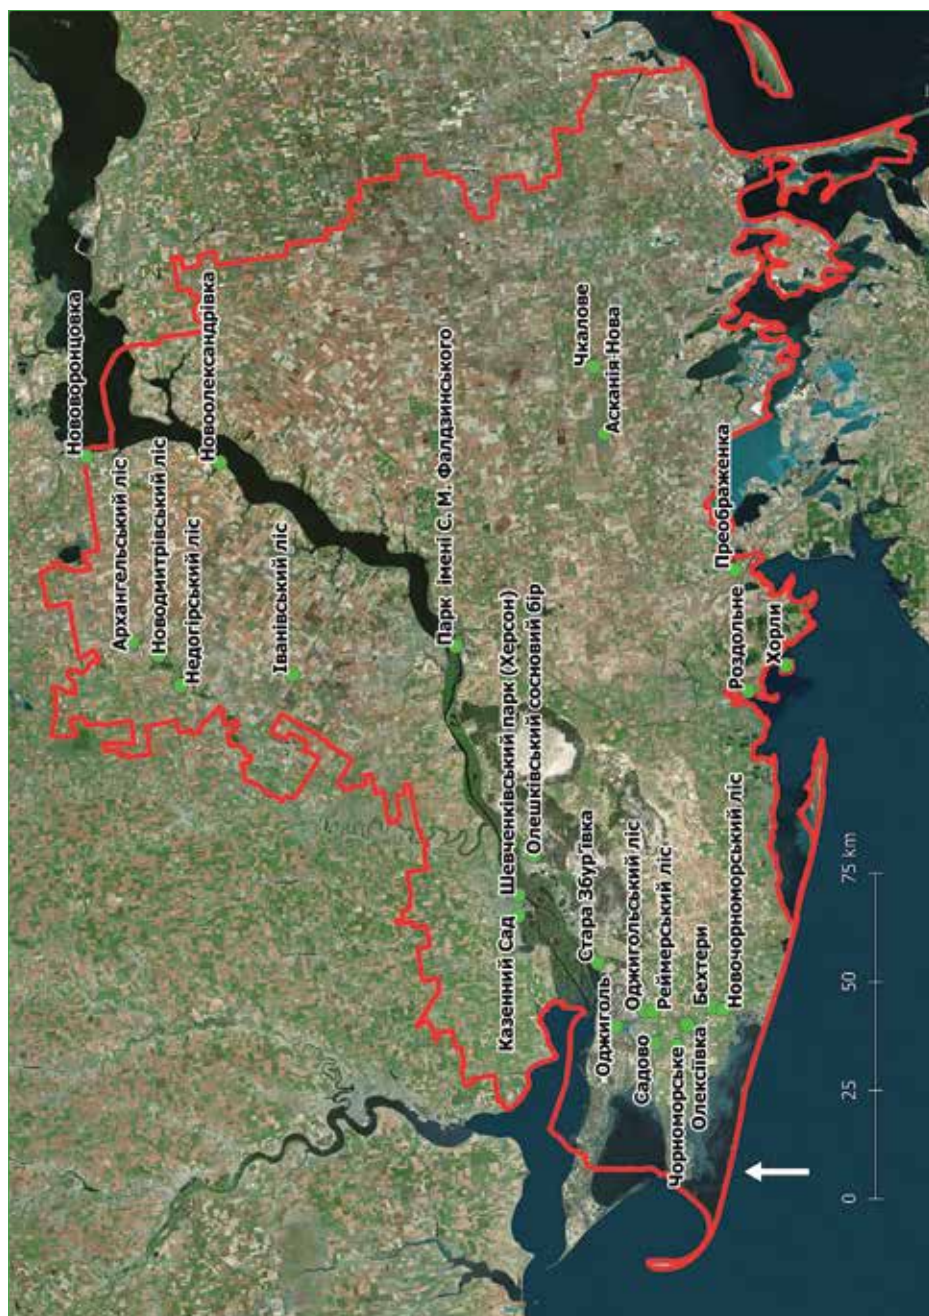 Нововоронцовка
Архангельський ліс
Новодмитрівський ліс
Недогірський ліс
Новоолександрівка
Іванівський ліс
Парк імені С. М. Фалдзинського
Чкалове
Асканія Нова
Казенний Сад
Шевченківський парк (Херсон)
Олешківський сосновий бір
Стара Збур'ївка
Оджиголь
Оджигольський ліс
Садово
Реймерський ліс
Чорноморське
Олексіївка
Бехтери
Новочорноморський ліс
Преображенка
Роздольне
Хорли
0 25 50 75 km